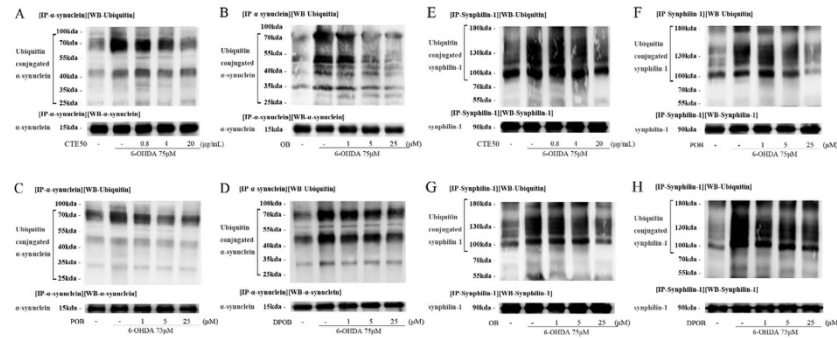 A
[IP-α-synuclein][WB-Ubiquitin]
100kda
70kda
Ubiquitin
conjugated
α-synuclein
40kda
35kda
25kda
[IP-α-synuclein][WB-α-synuclein]
α-synuclein 15kda
CTE50 - - 0.8 4 20 (μg/mL)
6-OHDA 75μM
B
[IP α-synuclein][WB-Ubiquitin]
100kda
70kda
Ubiquitin
conjugated
α-synuclein
50kda
40kda
35kda
25kda
[IP-α-synuclein][WB-α-synuclein]
α-synuclein 15kda
OB - - 1 5 25 (μM)
6-OHDA 75μM
E
[IP-Synphilin-1][WB-Ubiquitin]
180kda
Ubiquitin
conjugated
synphilin-1
130kda
100kda
70kda
55kda
[IP-Synphilin-1][WB-Synphilin-1]
synphilin-1 90kda
CTE50 - - 0.8 4 20 (μg/mL)
6-OHDA 75μM
F
[IP-Synphilin 1][WB-Ubiquitin]
180kda
Ubiquitin
conjugated
synphilin 1
130kda
100kda
70kda
55kda
[IP-Synphilin-1][WB-Synphilin-1]
synphilin-1 90kda
POB - - 1 5 25 (μM)
6-OHDA 75μM
C
[IP-α-synuclein][WB-Ubiquitin]
100kda
70kda
Ubiquitin
conjugated
α-synuclein
50kda
40kda
35kda
25kda
[IP-α-synuclein][WB-α-synuclein]
α-synuclein 15kda
POB - - 1 5 25 (μM)
6-OHDA 75μM
D
[IP α-synuclein][WB Ubiquitin]
100kda
70kda
Ubiquitin
conjugated
α-synuclein
50kda
40kda
35kda
25kda
[IP-α-synuclein][WB-α-synuclein]
α-synuclein 15kda
DPOB - - 1 5 25 (μM)
6-OHDA 75μM
G
[IP-Synphilin-1][WB-Ubiquitin]
180kda
Ubiquitin
conjugated
synphilin 1
130kda
100kda
70kda
55kda
[IP-Synphilin-1][WB-Synphilin-1]
synphilin-1 90kda
OB - - 1 5 25 (μM)
6-OHDA 75μM
H
[IP-Synphilin-1][WB-Ubiquitin]
180kda
Ubiquitin
conjugated
synphilin-1
130kda
100kda
70kda
55kda
[IP-Synphilin-1][WB-Synphilin-1]
synphilin-1 90kda
DPOB - - 1 5 25 (μM)
6-OHDA 75μM